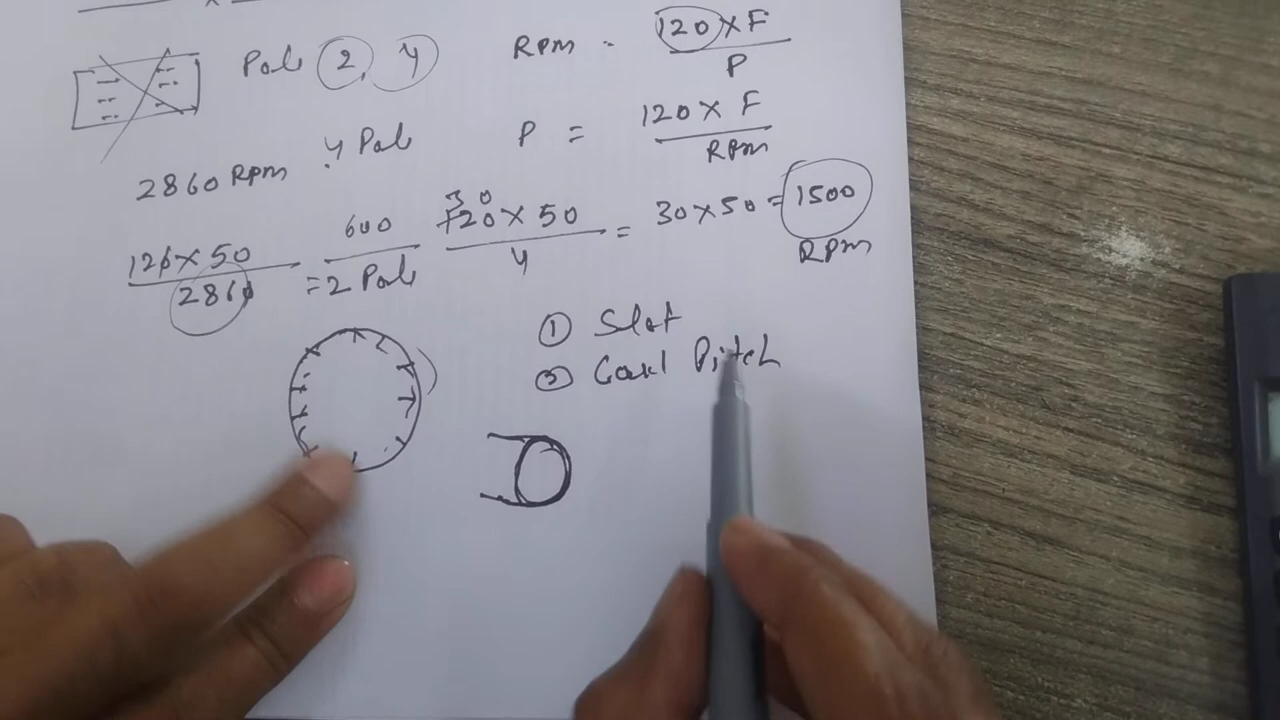 Pole 2, 4
Rpm = 120 X F / P
P = 120 X F / RPm
4 Pole
2860 RPm
120 X 50 / 2860 = 600 / 2 Pole
30
120 X 50 / 4 = 30 X 50 = 1500 RPm
① Slot
② Coil Pitch